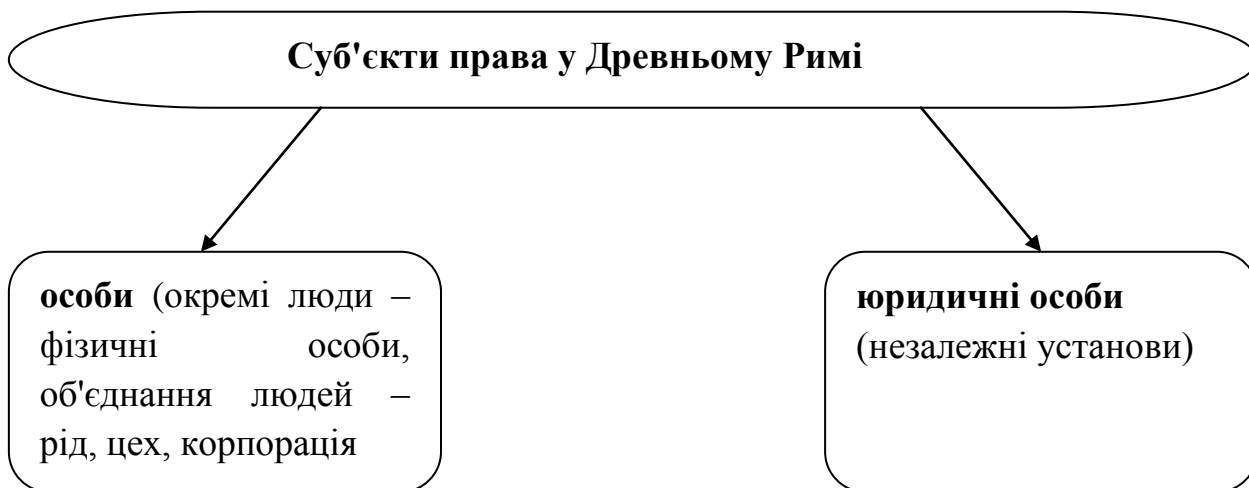 Суб'єкти права у Древньому Римі
особи (окремі люди –
фізичні особи,
об'єднання людей –
рід, цех, корпорація
юридичні особи
(незалежні установи)